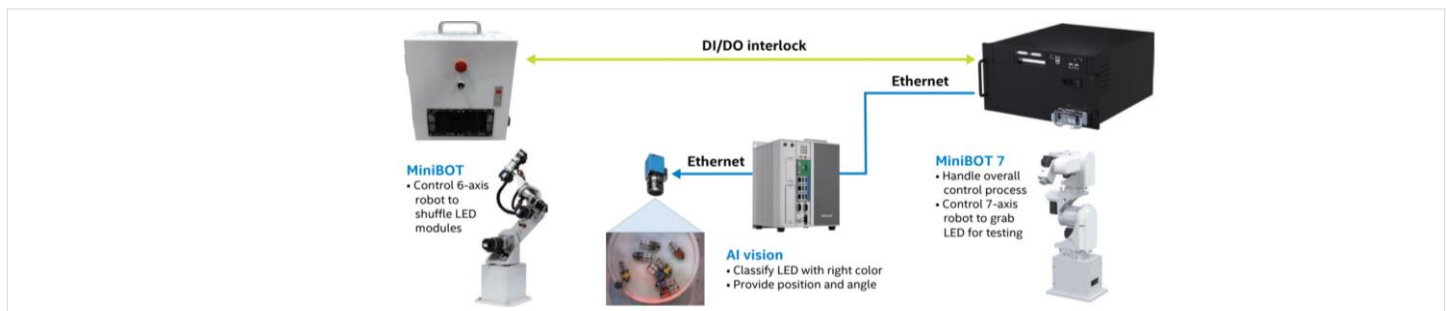 DI/DO interlock
Ethernet
Ethernet
MiniBOT
• Control 6-axis
robot to
shuffle LED
modules
AI vision
• Classify LED with right color
• Provide position and angle
MiniBOT 7
• Handle overall
control process
• Control 7-axis
robot to grab
LED for testing